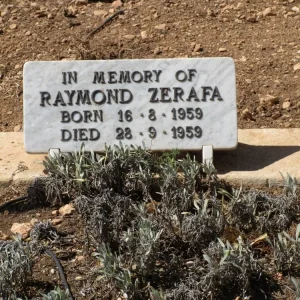 IN MEMORY OF
RAYMOND ZERAFA
BORN 16-8-1959
DIED 28-9-1959